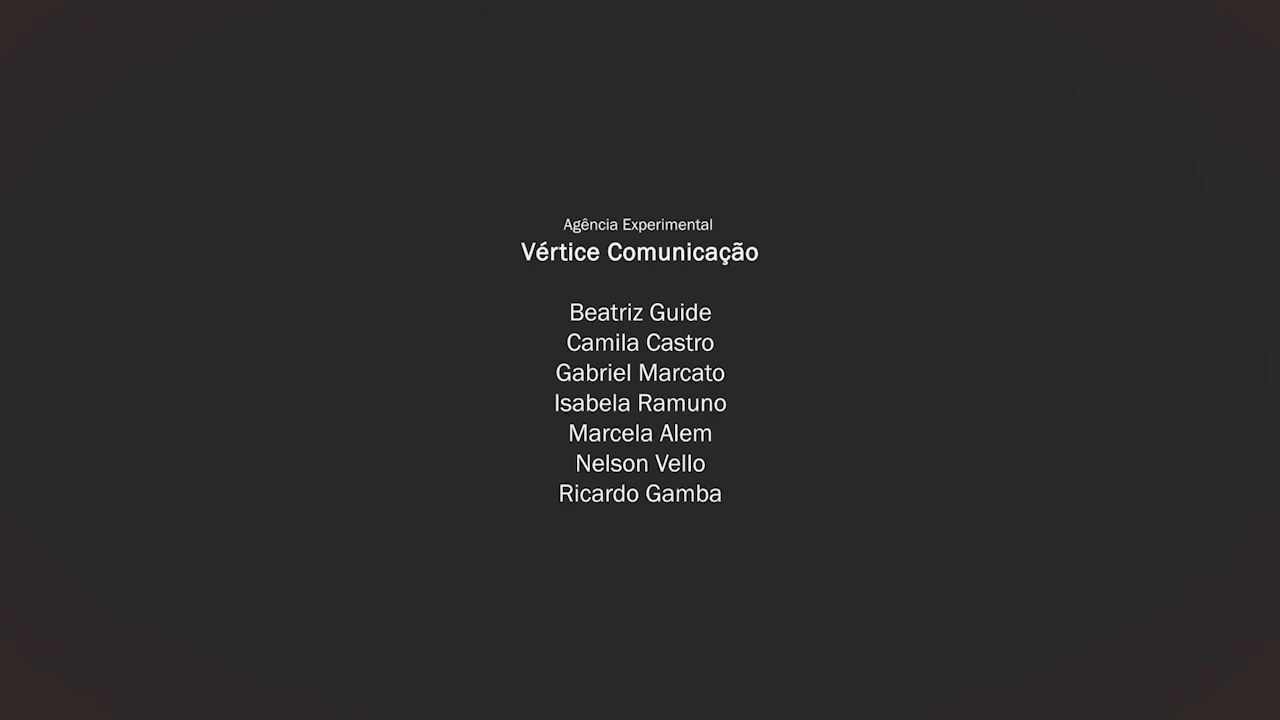 Agência Experimental
Vértice Comunicação
Beatriz Guide
Camila Castro
Gabriel Marcato
Isabela Ramuno
Marcela Alem
Nelson Vello
Ricardo Gamba